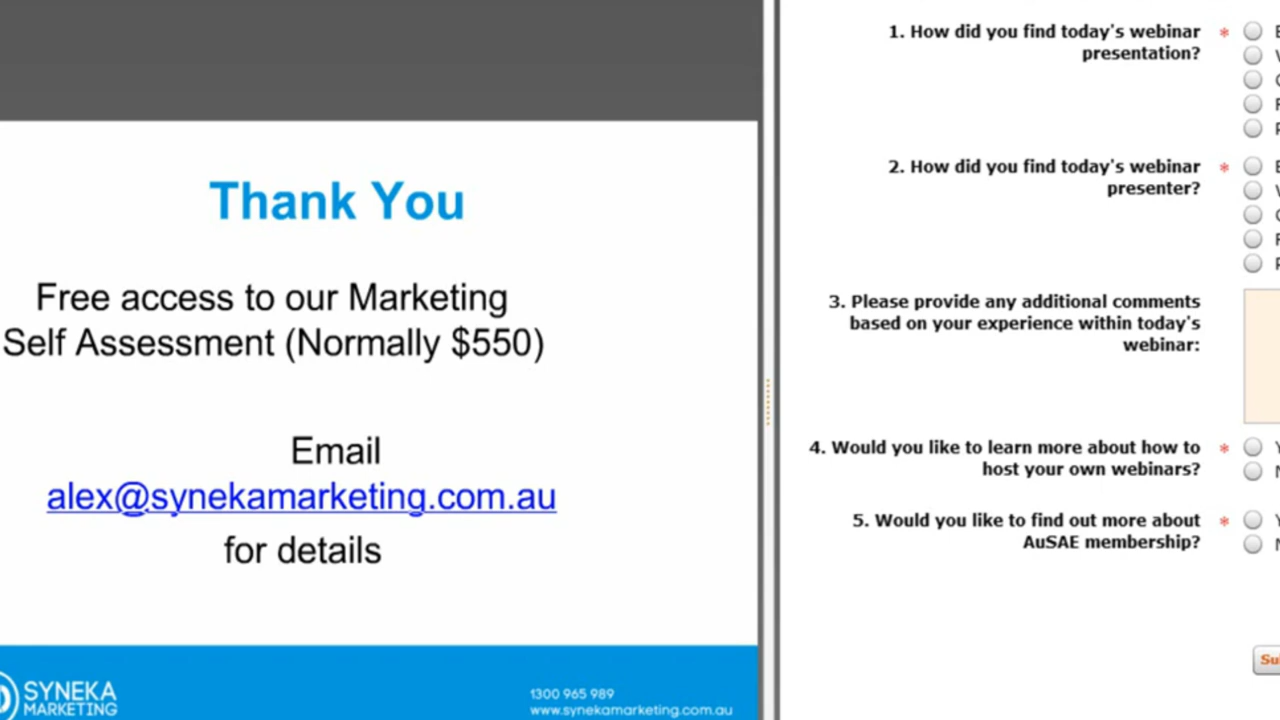 Thank You
Free access to our Marketing
Self Assessment (Normally $550)
Email
alex@synekamarketing.com.au
for details
SYNEKA
MARKETING
1300 965 989
www.synekamarketing.com.au
1. How did you find today's webinar *
presentation?
2. How did you find today's webinar *
presenter?
3. Please provide any additional comments
based on your experience within today's
webinar:
4. Would you like to learn more about how to *
host your own webinars?
5. Would you like to find out more about *
AuSAE membership?